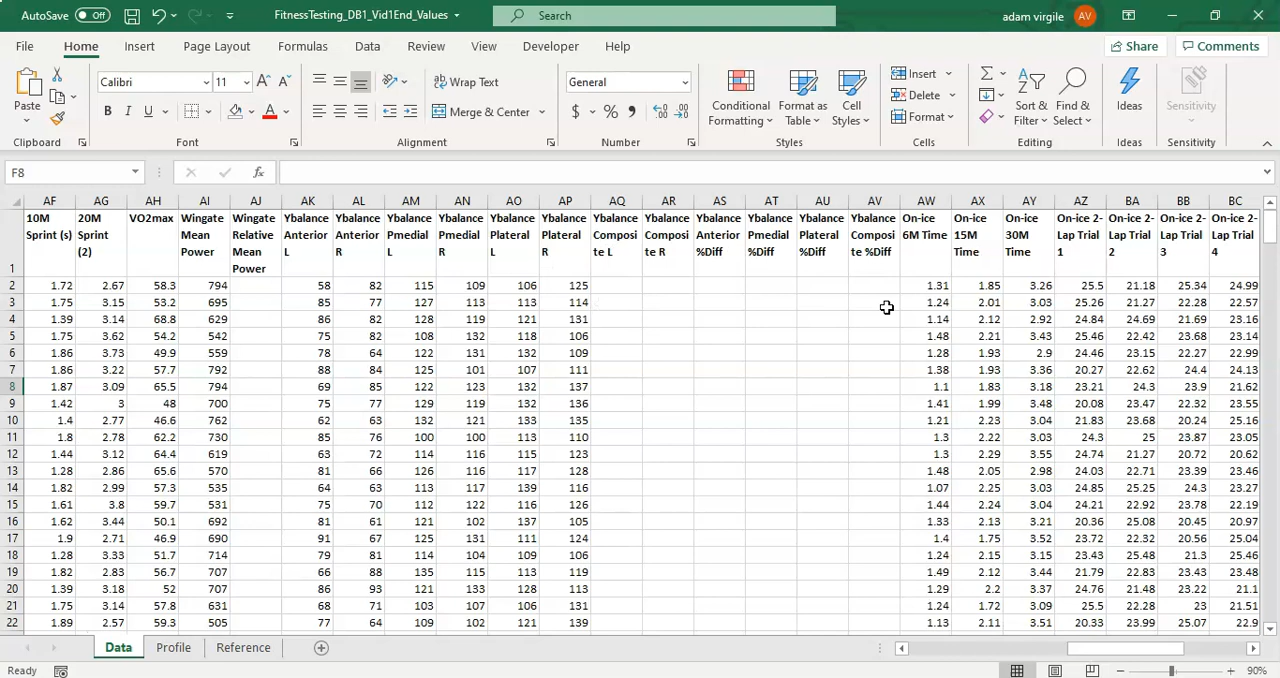 AutoSave Off FitnessTesting_DB1_Vid1End_Values Search adam virgile AV
File Home Insert Page Layout Formulas Data Review View Developer Help Share Comments
Paste Calibri 11 Wrap Text General Conditional Formatting Format as Table Cell Styles Insert Delete Format Sort & Filter Find & Select Ideas Sensitivity
B I U Merge & Center $ %
Clipboard Font Alignment Number Styles Cells Editing Ideas Sensitivity
F8 fx
AF AG AH AI AJ AK AL AM AN AO AP AQ AR AS AT AU AV AW AX AY AZ BA BB BC
10M 20M VO2max Wingate Wingate Ybalance Ybalance Ybalance Ybalance Ybalance Ybalance Ybalance Ybalance Ybalance Ybalance Ybalance Ybalance On-ice On-ice On-ice On-ice 2- On-ice 2- On-ice 2- On-ice 2-
Sprint (s) Sprint Mean Relative Anterior Anterior Pmedial Pmedial Plateral Plateral Composi Composi Anterior Pmedial Plateral Composi 6M Time 15M 30M Lap Trial Lap Trial Lap Trial Lap Trial
(2) Power Mean L R L R L R te L te R %Diff %Diff %Diff te %Diff Time Time 1 2 3 4
1 Power
2 1.72 2.67 58.3 794 58 82 115 109 106 125 1.31 1.85 3.26 25.5 21.18 25.34 24.99
3 1.75 3.15 53.2 695 85 77 127 113 113 114 1.24 2.01 3.03 25.26 21.27 22.28 22.57
4 1.39 3.14 68.8 629 86 82 128 119 121 131 1.14 2.12 2.92 24.84 24.69 21.69 23.16
5 1.75 3.62 54.2 542 75 82 108 132 118 106 1.48 2.21 3.43 25.46 22.42 23.68 23.14
6 1.86 3.73 49.9 559 78 64 122 131 132 109 1.28 1.93 2.9 24.46 23.15 22.27 22.99
7 1.86 3.22 57.7 792 88 84 125 101 107 111 1.38 1.93 3.36 20.27 22.62 24.4 24.13
8 1.87 3.09 65.5 794 69 85 122 123 132 137 1.1 1.83 3.18 23.21 24.3 23.9 21.62
9 1.42 3 48 700 75 77 129 119 132 136 1.41 1.99 3.48 20.08 23.47 22.32 23.55
10 1.4 2.77 46.6 762 62 63 132 121 133 135 1.21 2.23 3.04 21.83 23.68 20.24 25.16
11 1.8 2.78 62.2 730 85 76 100 100 113 110 1.3 2.22 3.03 24.3 25 23.87 23.05
12 1.44 3.12 64.4 619 63 72 114 115 115 123 1.3 2.29 3.55 24.74 21.27 20.72 20.62
13 1.28 2.86 65.6 570 81 66 126 116 117 128 1.48 2.05 2.98 24.03 22.71 23.39 23.46
14 1.82 2.99 57.3 535 64 63 113 117 128 116 1.07 2.25 3.03 24.85 25.25 24.3 23.27
15 1.61 3.8 59.7 531 75 70 112 122 116 126 1.44 2.24 3.04 24.21 22.92 23.78 22.19
16 1.62 3.44 50.1 692 81 61 121 102 137 105 1.33 2.13 3.21 20.36 25.08 20.45 20.97
17 1.9 2.71 46.9 690 91 67 125 131 111 124 1.4 1.75 3.52 23.72 22.32 20.56 25.04
18 1.28 3.33 51.7 714 79 81 114 104 109 106 1.24 2.15 3.15 23.43 25.48 21.3 25.46
19 1.82 2.83 56.7 707 66 88 135 115 118 119 1.49 2.12 3.44 21.79 22.83 23.43 23.48
20 1.39 3.18 52 707 86 93 121 133 128 113 1.29 2.2 3.37 24.76 21.48 23.22 21.1
21 1.75 3.14 57.8 631 68 71 103 107 106 131 1.24 1.72 3.09 25.5 22.28 23 21.51
22 1.89 2.57 59.3 505 77 64 109 102 121 139 1.13 2.11 3.51 20.33 23.99 25.07 22.9
Data Profile Reference
Ready 90%